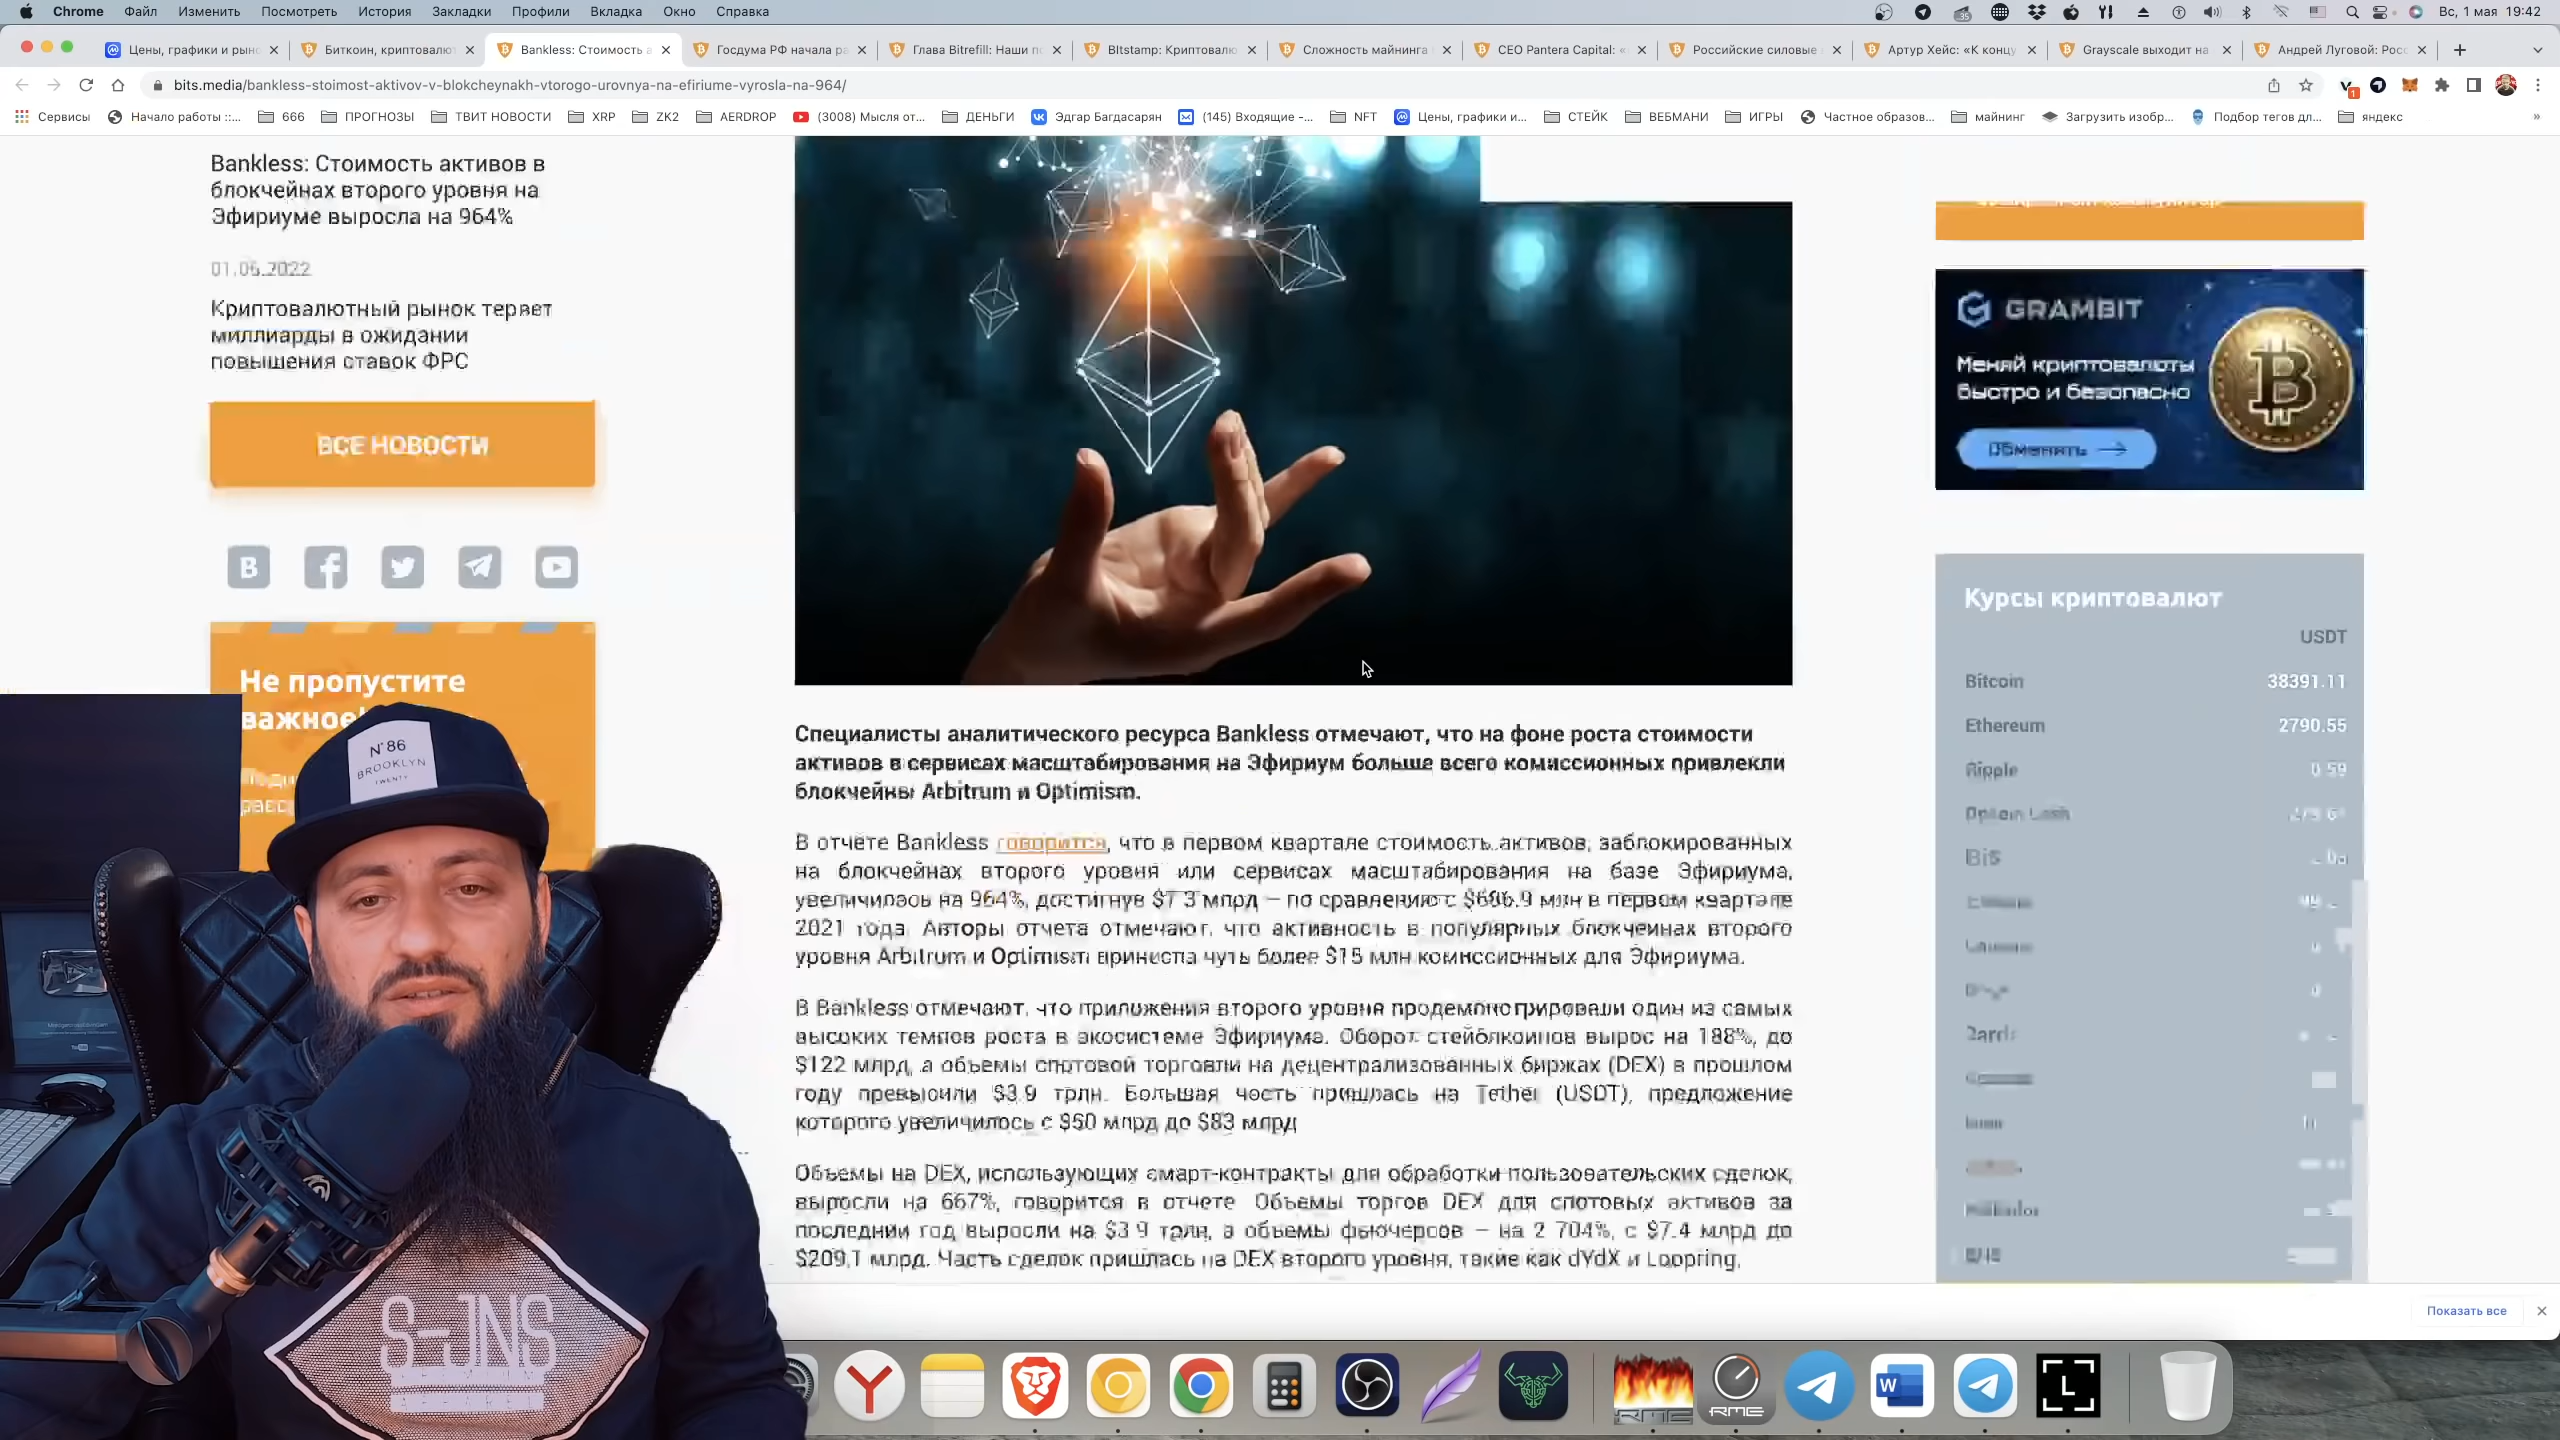 Chrome Файл Изменить Посмотреть История Закладки Профили Вкладка Окно Справка
35
Вс, 1 мая 19:42
Цены, графики и рын
Биткоин, криптовалют
Bankless: Стоимость а
Госдума РФ начала ра
Глава Bitrefill: Наши п
BItstamp: Криптовалю
Сложность майнинга
CEO Pantera Capital: «
Российские силовые
Артур Хейс: «К концу
Grayscale выходит на
Андрей Луговой: Росс
bits.media/bankless-stoimost-aktivov-v-blokcheynakh-vtorogo-urovnya-na-efiriume-vyrosla-na-964/
1
Сервисы
Начало работы ::...
666
ПРОГНОЗЫ
ТВИТ НОВОСТИ
XRP
ZK2
AERDROP
(3008) Мысля от...
ДЕНЬГИ
Эдгар Багдасарян
(145) Входящие -...
NFT
Цены, графики и...
СТЕЙК
ВЕБМАНИ
ИГРЫ
Частное образов...
майнинг
Загрузить изобр...
Подбор тегов дл...
яндекс
»
Bankless: Стоимость активов в
блокчейнах второго уровня на
Эфириуме выросла на 964%
Криптовалютный рынок теряет
миллиарды в ожидании
повышения ставок ФРС
ВСЕ НОВОСТИ
Не пропустите
важное!
N°86
BROOKLYN
TWENTY
S-JNS
Специалисты аналитического ресурса Bankless отмечают, что на фоне роста стоимости
активов в сервисах масштабирования на Эфириум больше всего комиссионных привлекли
блокчейны Arbitrum и Optimism.
В отчёте Bankless говорится, что в первом квартале стоимость активов, заблокированных
на блокчейнах второго уровня или сервисах масштабирования на базе Эфириума,
увеличилась на 964%, достигнув $7.3 млрд — по сравнению с $686.9 млн в первом квартале
2021 года. Авторы отчета отмечают, что активность в популярных блокчейнах второго
уровня Arbitrum и Optimism принесла чуть более $15 млн комиссионных для Эфириума.
В Bankless отмечают, что приложения второго уровня продемонстрировали один из самых
высоких темпов роста в экосистеме Эфириума. Оборот стейблкоинов вырос на 188%, до
$122 млрд, а объемы спотовой торговли на децентрализованных биржах (DEX) в прошлом
году превысили $3.9 трлн. Большая часть пришлась на Tether (USDT), предложение
которого увеличилось с $50 млрд до $83 млрд
Объемы на DEX, использующих смарт-контракты для обработки пользовательских сделок,
выросли на 667%, говорится в отчете Объемы торгов DEX для спотовых активов за
последний год выросли на $3.9 трлн, а объемы фьючерсов — на 2 704%, с $7.4 млрд до
$209,1 млрд. Часть сделок пришлась на DEX второго уровня, такие как dYdX и Loopring.
GRAMBIT
Меняй криптовалюты
быстро и безопасно
Обменять →
Курсы криптовалют
USDT
Bitcoin 38391.11
Ethereum 2790.55
Ripple 0.59
Показать все
RME
RME